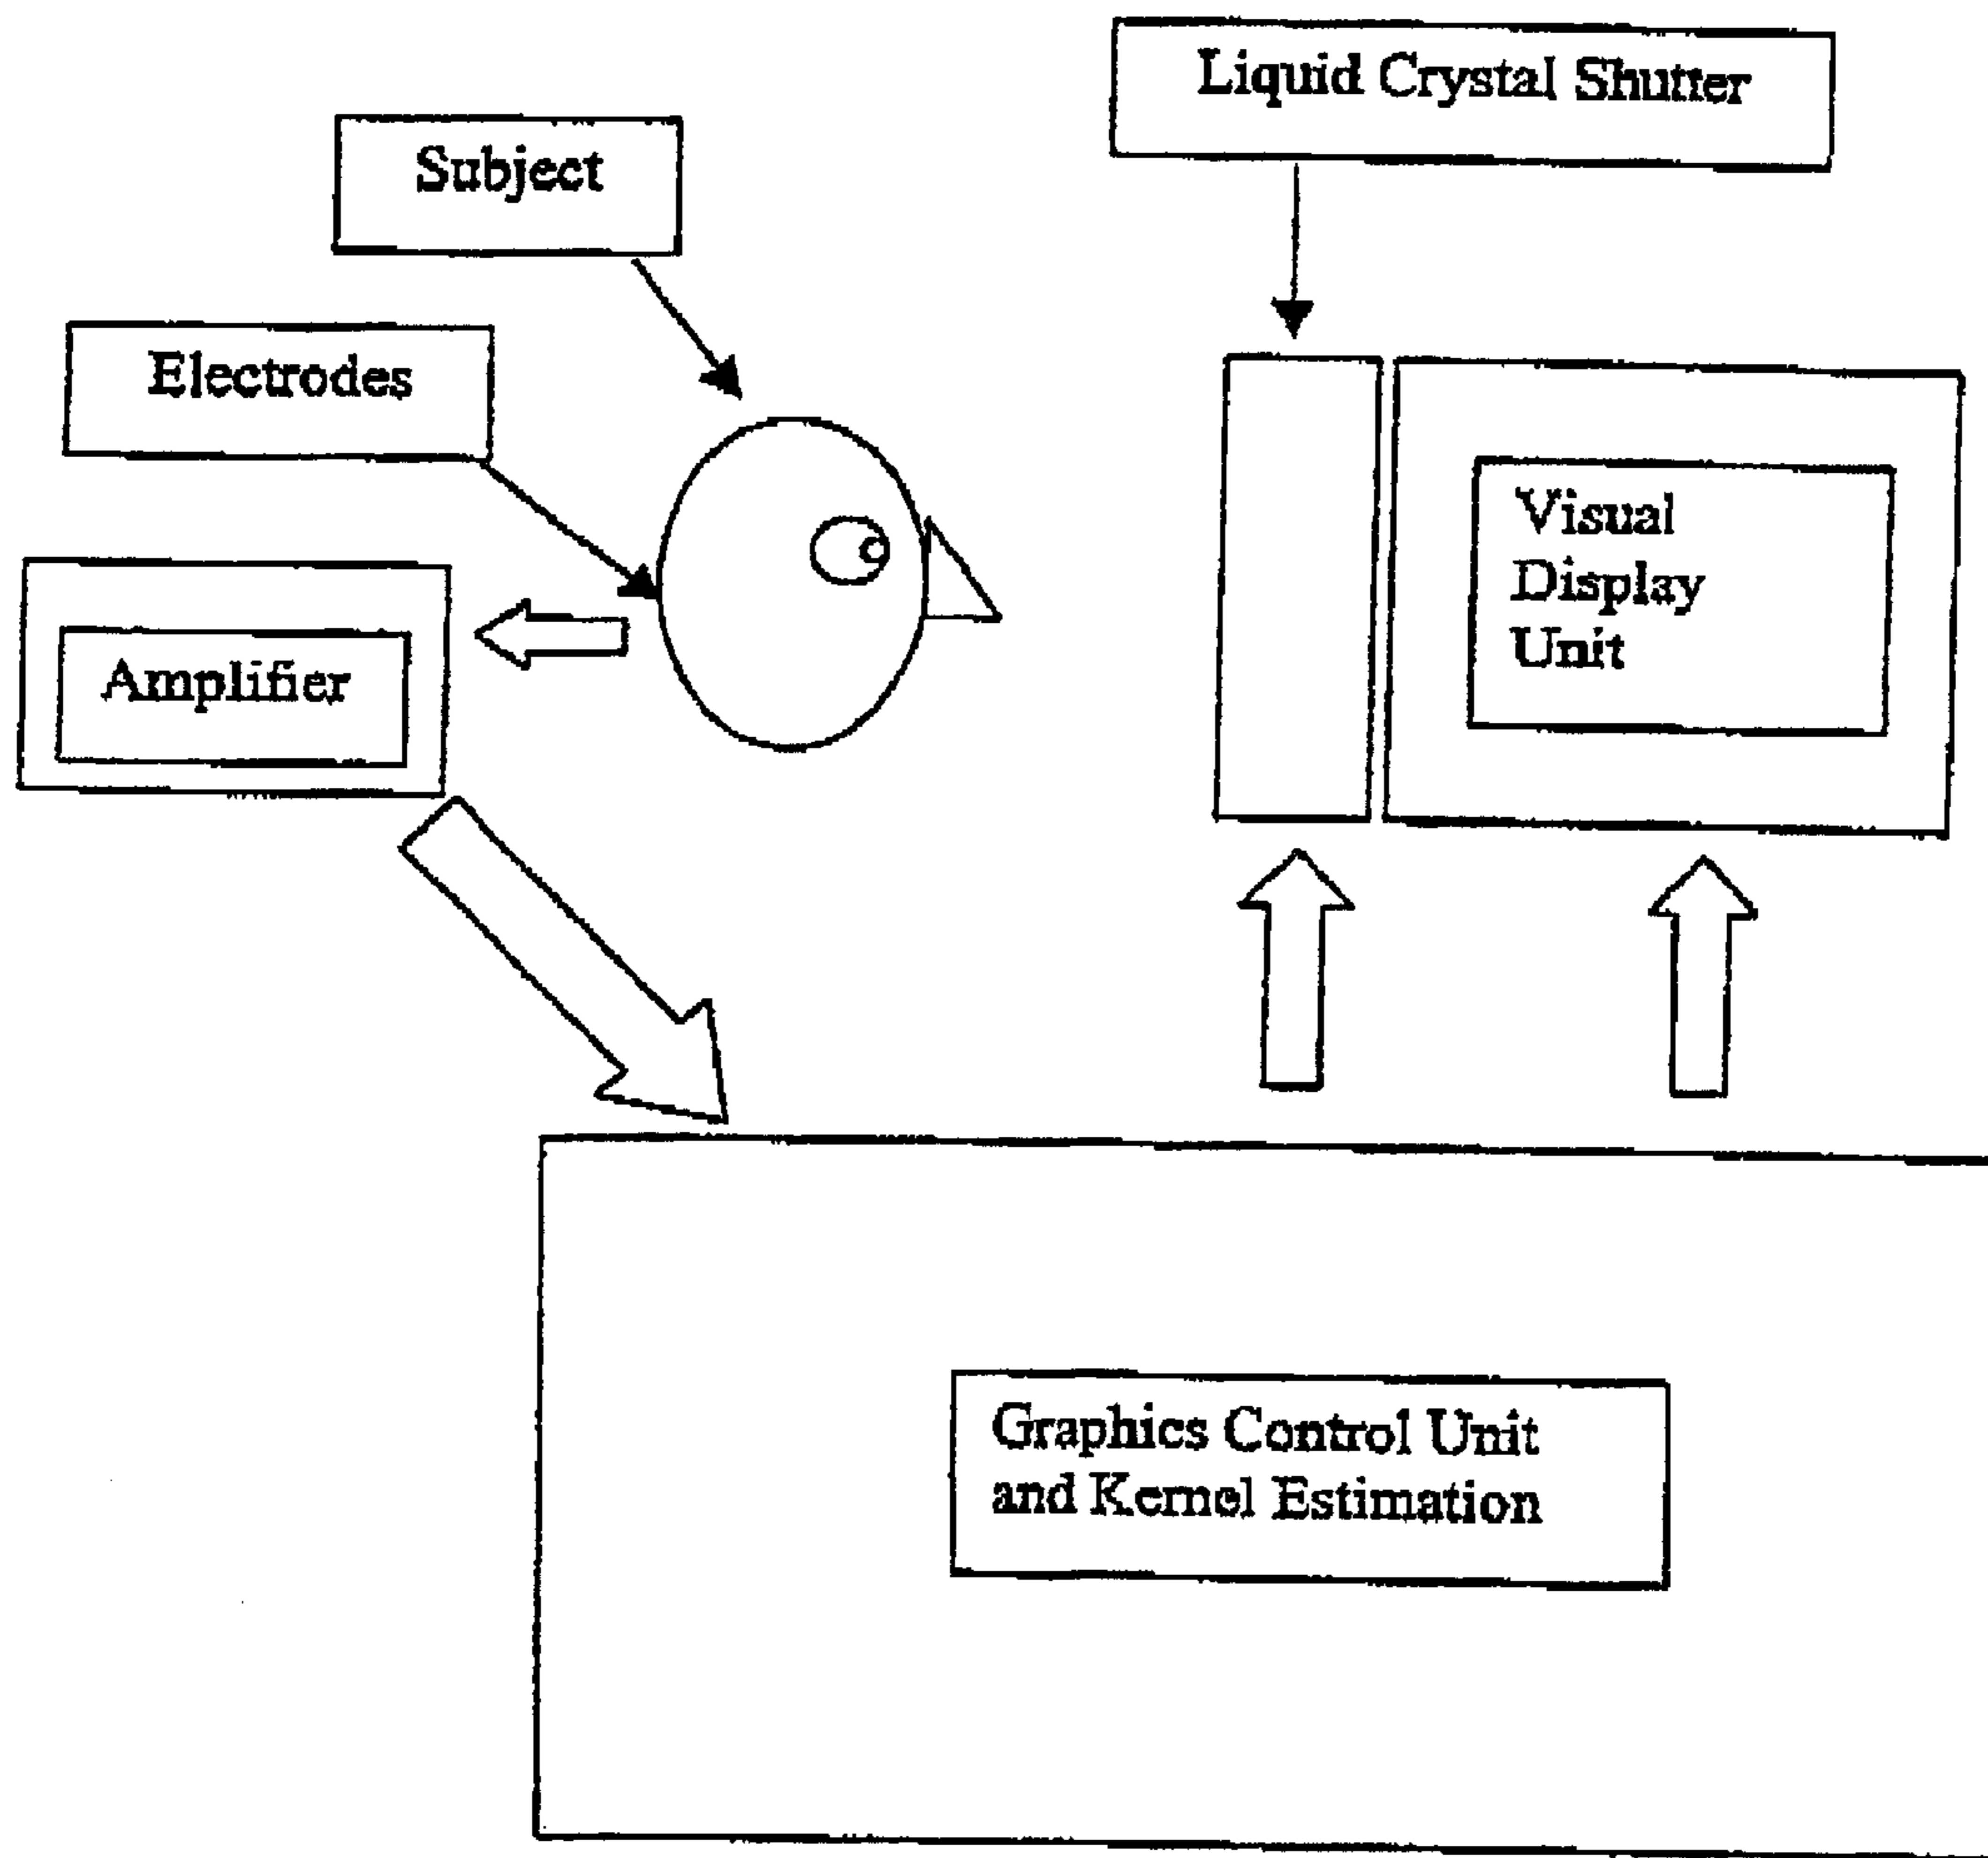 Liquid Crystal Shutter
Subject
Electrodes
Visual
Display
Unit
Amplifier
Graphics Control Unit
and Kernel Estimation